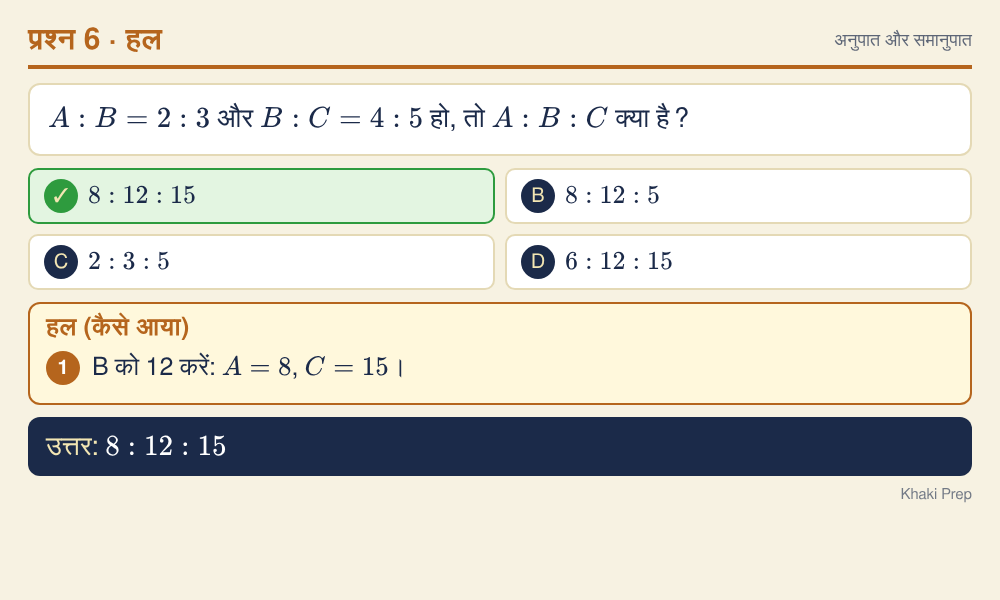 प्रश्न 6 · हल
अनुपात और समानुपात
A : B = 2 : 3 और B : C = 4 : 5 हो, तो A : B : C क्या है ?
✓ 8 : 12 : 15
B 8 : 12 : 5
C 2 : 3 : 5
D 6 : 12 : 15
हल (कैसे आया)
1 B को 12 करें: A = 8, C = 15।
उत्तर: 8 : 12 : 15
Khaki Prep